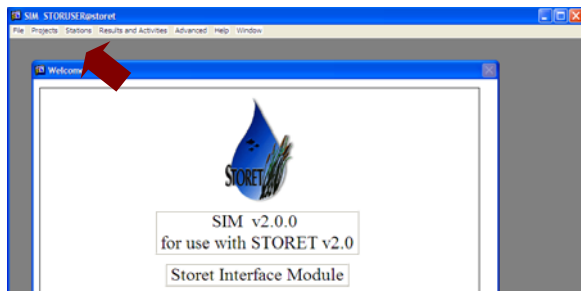 SIM STORUSER@storet
File Projects Stations Results and Activities Advanced Help Window
Welcome
STORET
SIM v2.0.0
for use with STORET v2.0
Storet Interface Module